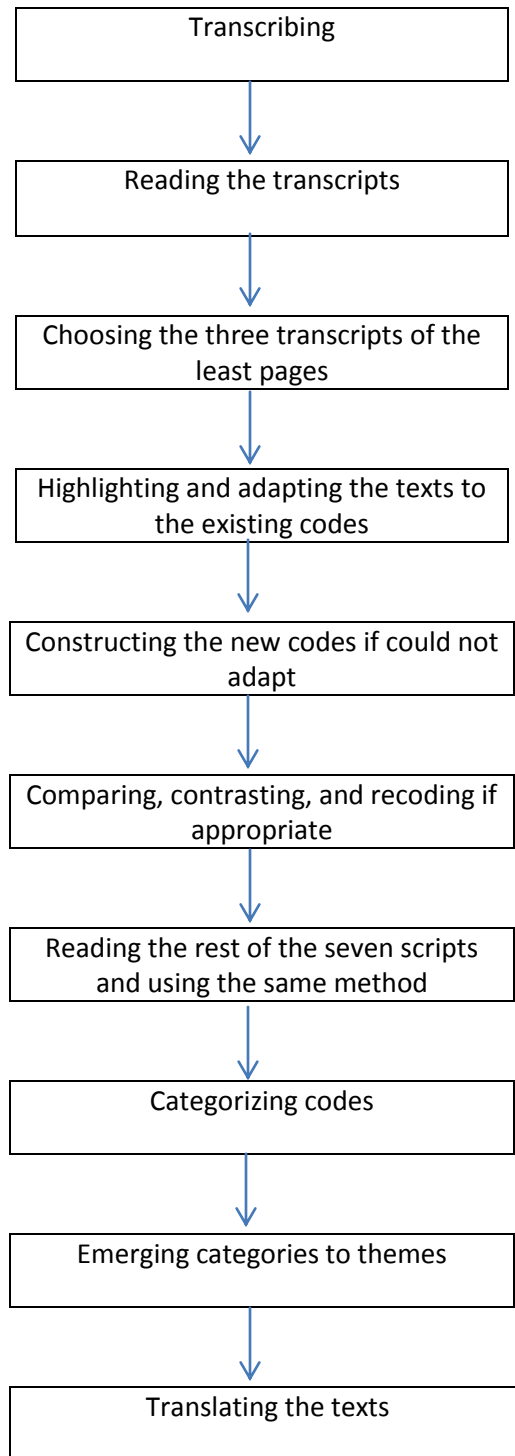 Transcribing
Reading the transcripts
Choosing the three transcripts of the
least pages
Highlighting and adapting the texts to
the existing codes
Constructing the new codes if could not
adapt
Comparing, contrasting, and recoding if
appropriate
Reading the rest of the seven scripts
and using the same method
Categorizing codes
Emerging categories to themes
Translating the texts